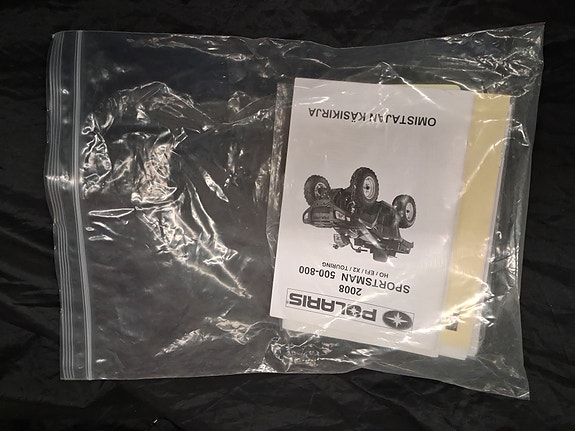 POLARIS
2008
SPORTSMAN 500-800
HO / EFI / X2 / TOURING
OMISTAJAN KÄSIKIRJA